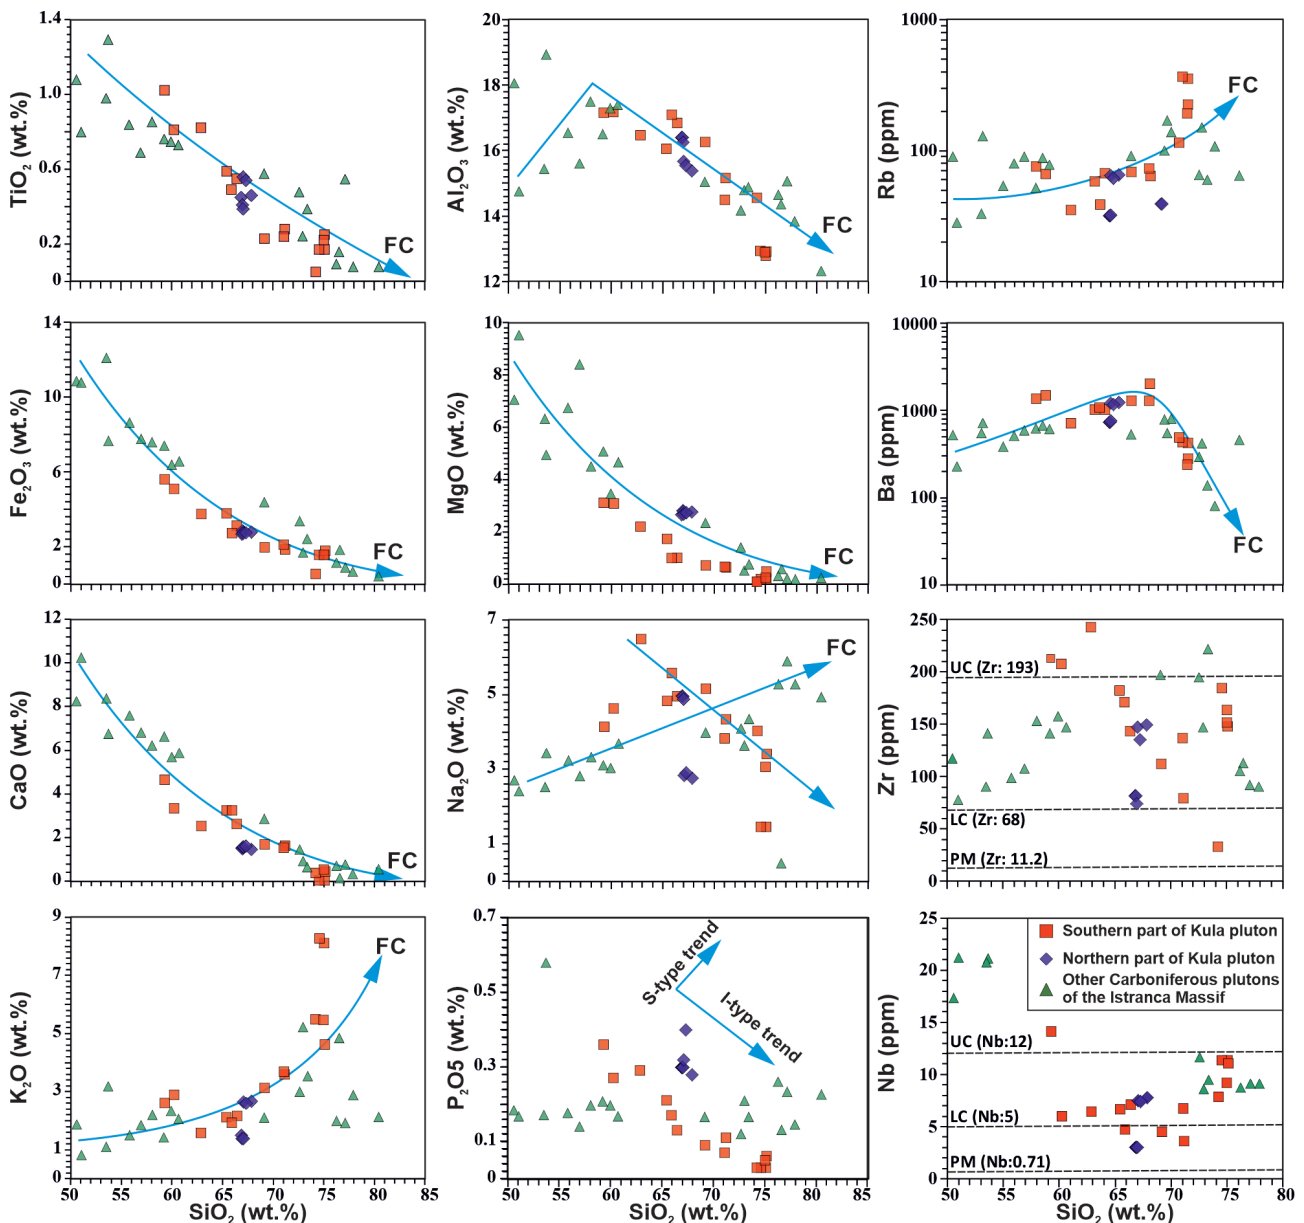 TiO2 (wt.%)
1.4
1.0
0.6
0.2
0
FC
Al2O3 (wt.%)
20
18
16
14
12
FC
Rb (ppm)
1000
100
10
FC
Fe2O3 (wt.%)
14
10
6
2
0
FC
MgO (wt.%)
10
8
6
4
2
0
FC
Ba (ppm)
10000
1000
100
10
FC
CaO (wt.%)
12
10
8
6
4
2
0
FC
Na2O (wt.%)
7
5
3
1
0
FC
Zr (ppm)
250
200
150
100
50
0
UC (Zr: 193)
LC (Zr: 68)
PM (Zr: 11.2)
K2O (wt.%)
9
7
5
3
1
0
FC
50 55 60 65 70 75 80 85
SiO2 (wt.%)
P2O5 (wt.%)
0.7
0.5
0.3
0.1
0
S-type trend
I-type trend
50 55 60 65 70 75 80 85
SiO2 (wt.%)
Nb (ppm)
25
20
15
10
5
0
Southern part of Kula pluton
Northern part of Kula pluton
Other Carboniferous plutons
of the Istranca Massif
UC (Nb:12)
LC (Nb:5)
PM (Nb:0.71)
50 55 60 65 70 75 80
SiO2 (wt.%)